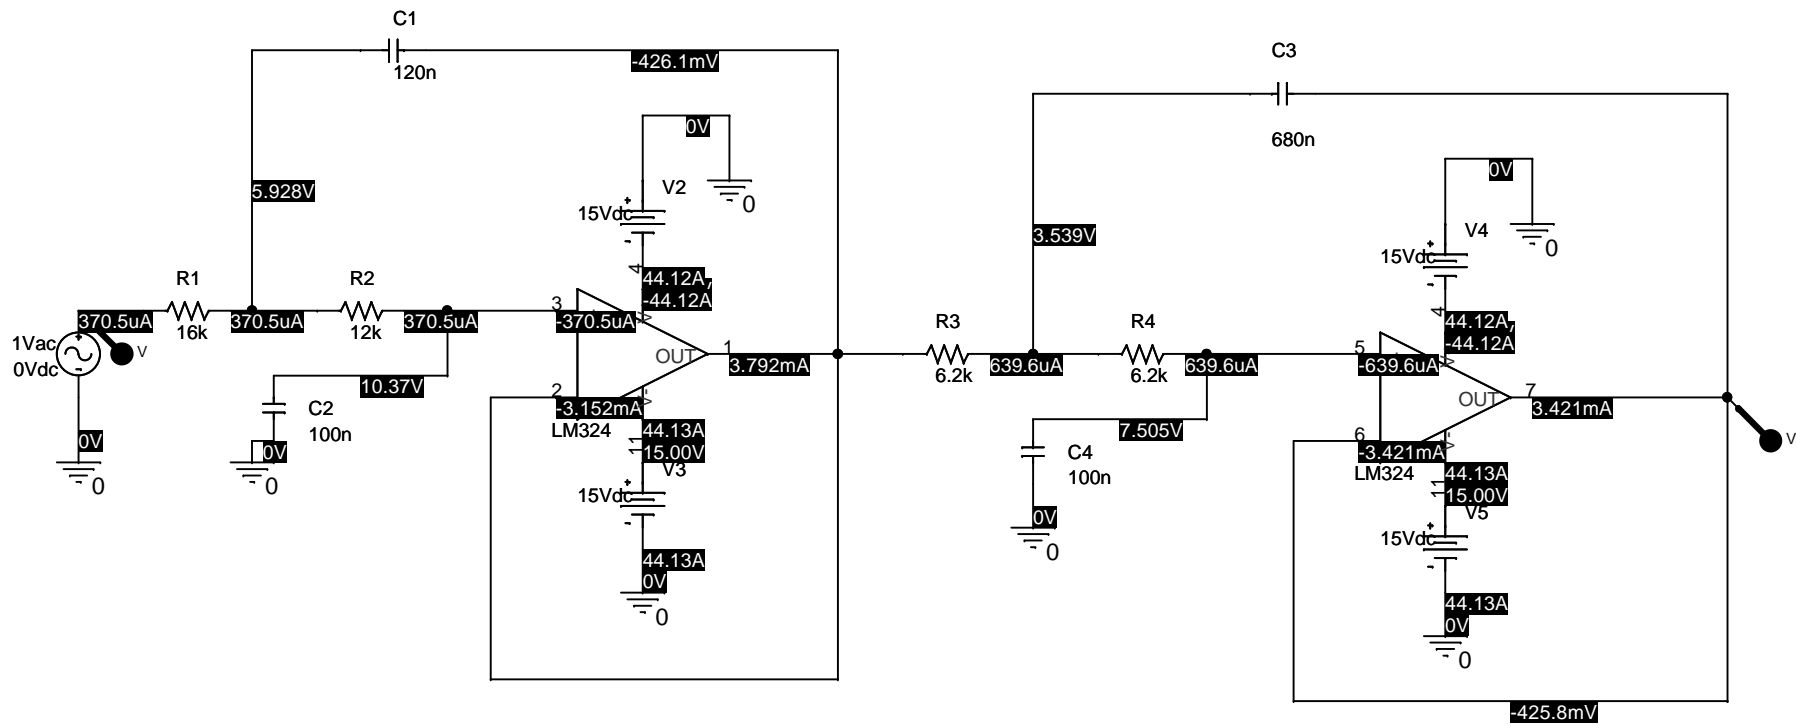 C1
120n
-426.1mV
C3
680n
0V
0
V2
+
15Vdc
-
5.928V
0V
0
V4
+
15Vdc
-
3.539V
4
44.12A,
-44.12A
R1
370.5uA
16k
370.5uA
R2
12k
370.5uA
3
-370.5uA
V+
1Vac
0Vdc
+
-
V
OUT
1
3.792mA
R3
6.2k
639.6uA
R4
6.2k
639.6uA
4
44.12A,
-44.12A
5
-639.6uA
V+
OUT
7
3.421mA
V
10.37V
C2
100n
2
-3.152mA
LM324
V-
11
44.13A
15.00V
V3
+
15Vdc
-
0V
0
0V
0
7.505V
C4
100n
0V
0
6
-3.421mA
LM324
V-
11
44.13A
15.00V
V5
+
15Vdc
-
44.13A
0V
0
44.13A
0V
0
-425.8mV